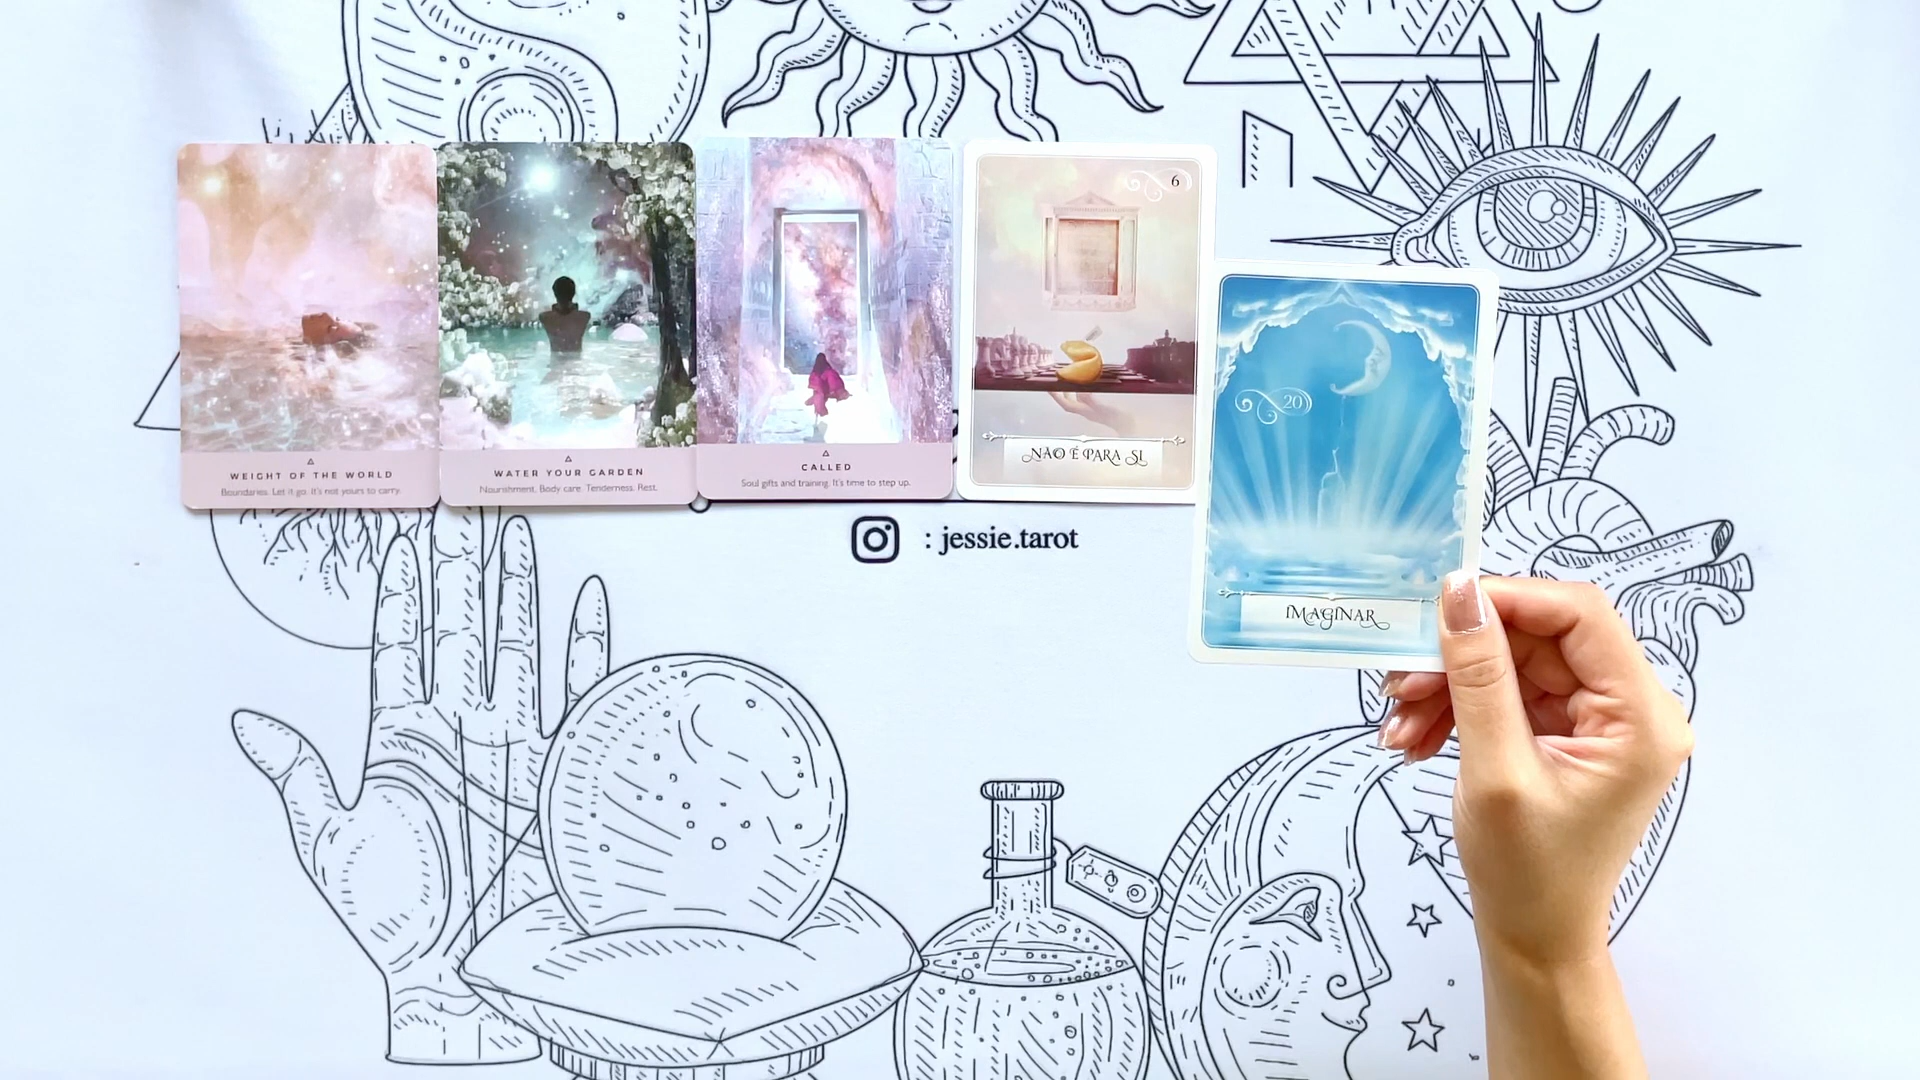 WEIGHT OF THE WORLD
Boundaries. Let it go. It's not yours to carry.
WATER YOUR GARDEN
Nourishment. Body care. Tenderness. Rest.
CALLED
Soul gifts and training. It's time to step up.
6
NÃO É PARA SI
20
IMAGINAR
: jessie.tarot